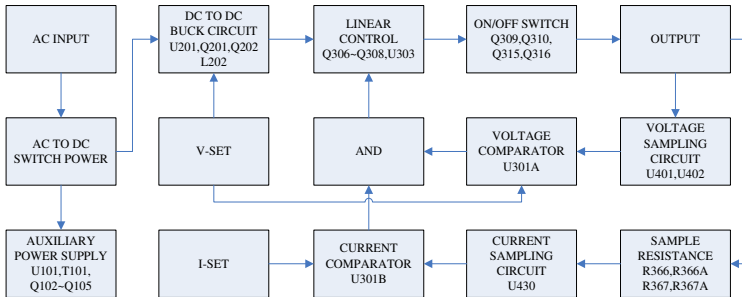 AC INPUT
DC TO DC
BUCK CIRCUIT
U201,Q201,Q202
L202
LINEAR
CONTROL
Q306~Q308,U303
ON/OFF SWITCH
Q309,Q310,
Q315,Q316
OUTPUT
AC TO DC
SWITCH POWER
V-SET
AND
VOLTAGE
COMPARATOR
U301A
VOLTAGE
SAMPLING
CIRCUIT
U401,U402
AUXILIARY
POWER SUPPLY
U101,T101,
Q102~Q105
I-SET
CURRENT
COMPARATOR
U301B
CURRENT
SAMPLING
CIRCUIT
U430
SAMPLE
RESISTANCE
R366,R366A
R367,R367A